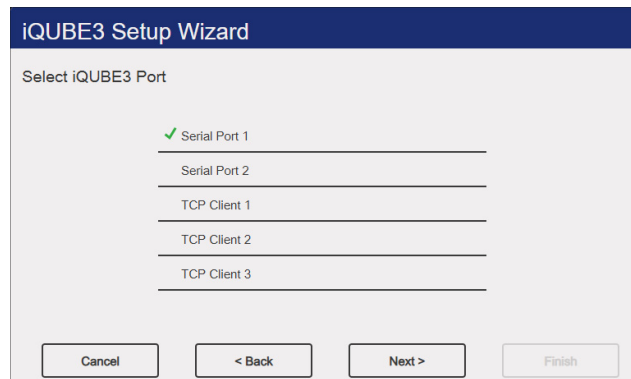 iQUBE3 Setup Wizard
Select iQUBE3 Port
Serial Port 1
Serial Port 2
TCP Client 1
TCP Client 2
TCP Client 3
Cancel
< Back
Next >
Finish